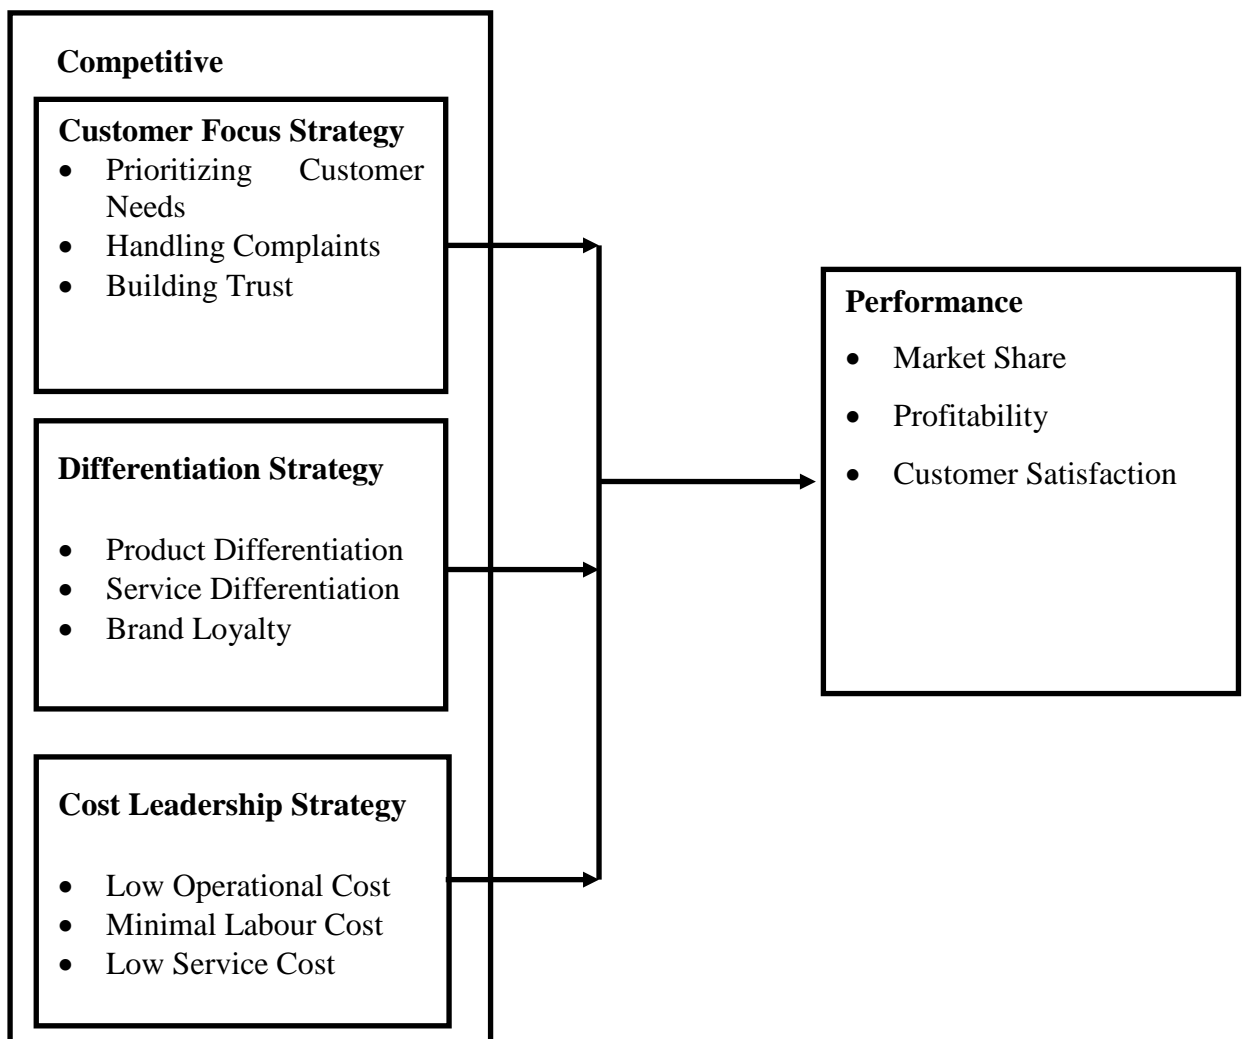 Competitive
Customer Focus Strategy
• Prioritizing Customer
Needs
• Handling Complaints
• Building Trust
Differentiation Strategy
• Product Differentiation
• Service Differentiation
• Brand Loyalty
Cost Leadership Strategy
• Low Operational Cost
• Minimal Labour Cost
• Low Service Cost
Performance
• Market Share
• Profitability
• Customer Satisfaction